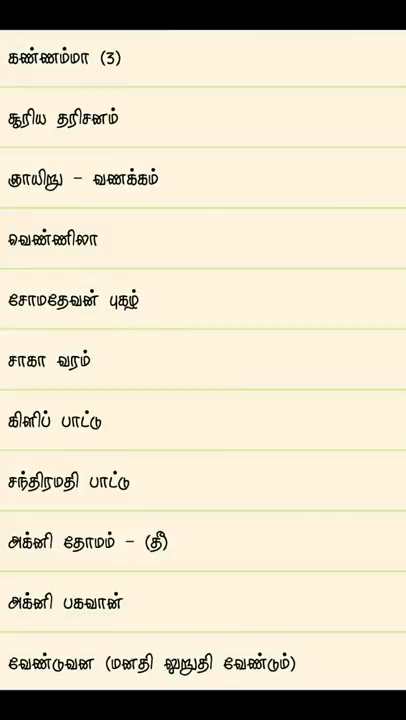 கண்ணம்மா (3)
சூரிய தரிசனம்
ஞாயிறு - வணக்கம்
வெண்ணிலா
சோமதேவன் புகழ்
சாகா வரம்
கிளிப் பாட்டு
சந்திரமதி பாட்டு
அக்னி தோமம் - (தீ)
அக்னி பகவான்
வேண்டுவன (மனதி லுறுதி வேண்டும்)